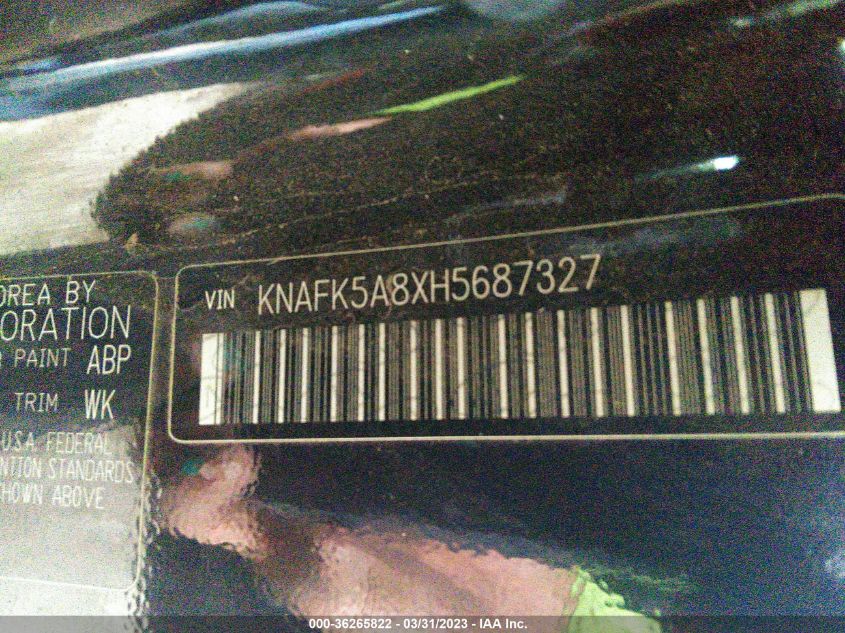 OREA BY
ORATION
PAINT ABP
TRIM WK
U.S.A. FEDERAL
NTION STANDARDS
HOWN ABOVE
VIN KNAFK5A8XH5687327
000-36265822 - 03/31/2023 - IAA Inc.